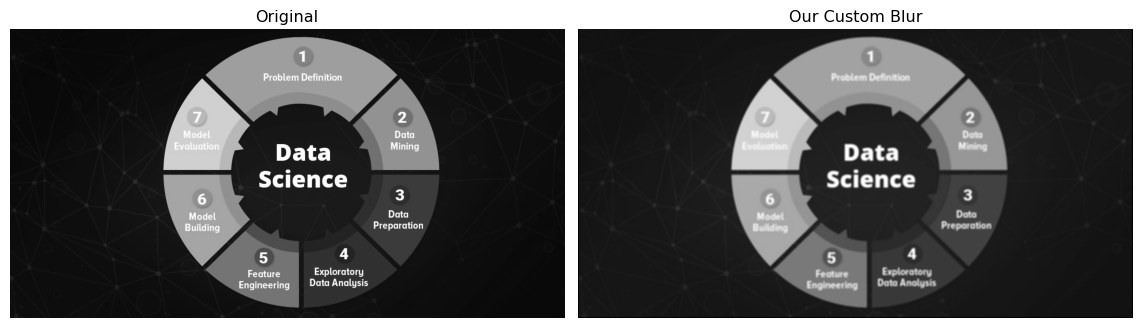 Original
1
Problem Definition
2
Data
Mining
3
Data
Preparation
4
Exploratory
Data Analysis
5
Feature
Engineering
6
Model
Building
7
Model
Evaluation
Data
Science
Our Custom Blur
1
Problem Definition
2
Data
Mining
3
Data
Preparation
4
Exploratory
Data Analysis
5
Feature
Engineering
6
Model
Building
7
Model
Evaluation
Data
Science